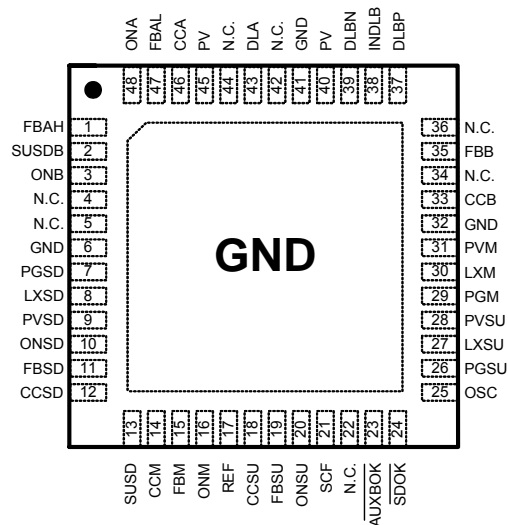 ONA FBAL CCA PV N.C. DLA N.C. GND PV DLBN INDLB DLBP
48 47 46 45 44 43 42 41 40 39 38 37
FBAH 1
SUSDB 2
ONB 3
N.C. 4
N.C. 5
GND 6
PGSD 7
LXSD 8
PVSD 9
ONSD 10
FBSD 11
CCSD 12
GND
36 N.C.
35 FBB
34 N.C.
33 CCB
32 GND
31 PVM
30 LXM
29 PGM
28 PVSU
27 LXSU
26 PGSU
25 OSC
13 14 15 16 17 18 19 20 21 22 23 24
SUSD CCM FBM ONM REF CCSU FBSU ONSU SCF N.C. AUXBOK SDOK